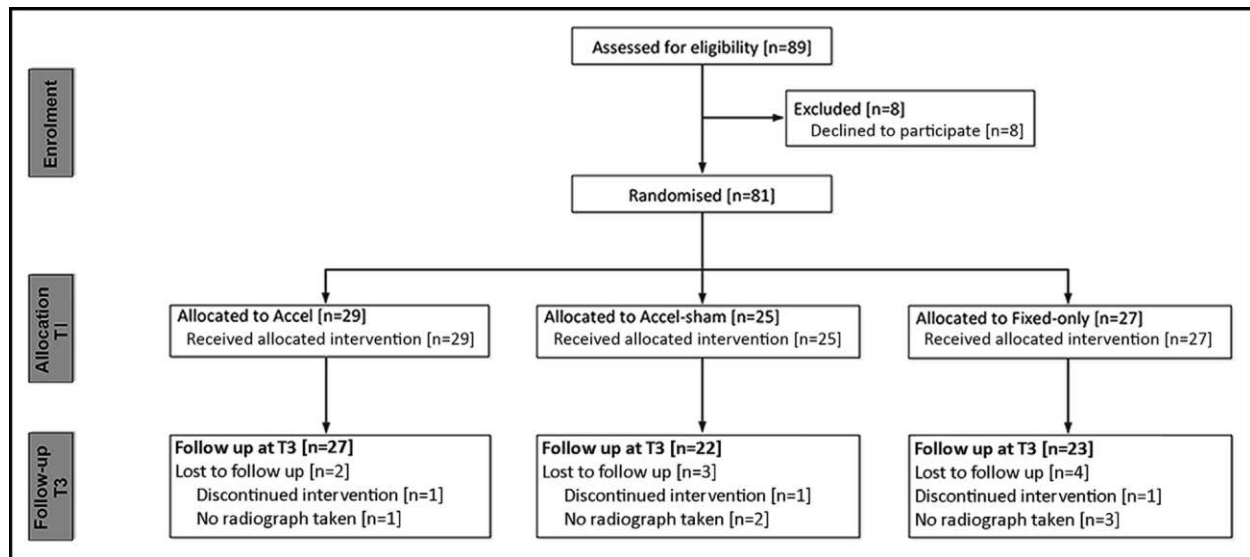 Enrolment
Assessed for eligibility [n=89]
Excluded [n=8]
Declined to participate [n=8]
Randomised [n=81]
Allocation
T1
Allocated to Accel [n=29]
Received allocated intervention [n=29]
Allocated to Accel-sham [n=25]
Received allocated intervention [n=25]
Allocated to Fixed-only [n=27]
Received allocated intervention [n=27]
Follow-up
T3
Follow up at T3 [n=27]
Lost to follow up [n=2]
Discontinued intervention [n=1]
No radiograph taken [n=1]
Follow up at T3 [n=22]
Lost to follow up [n=3]
Discontinued intervention [n=1]
No radiograph taken [n=2]
Follow up at T3 [n=23]
Lost to follow up [n=4]
Discontinued intervention [n=1]
No radiograph taken [n=3]